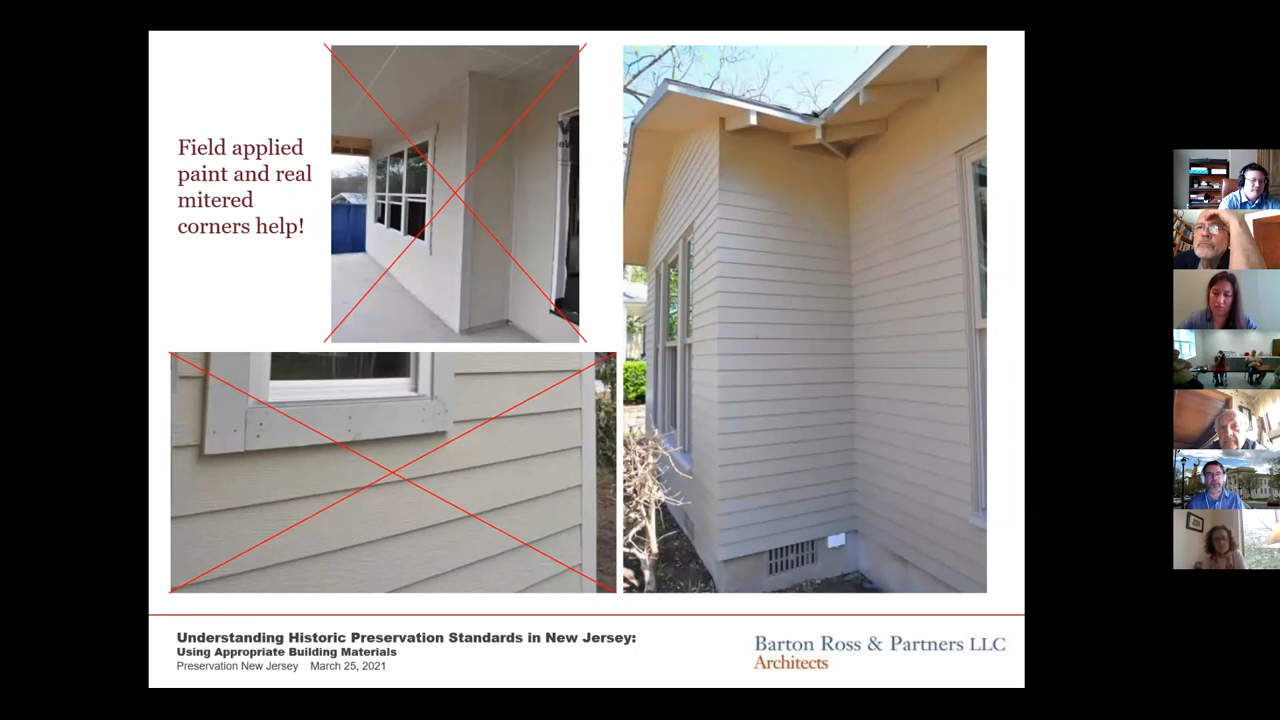 Field applied
paint and real
mitered
corners help!
Understanding Historic Preservation Standards in New Jersey:
Using Appropriate Building Materials
Preservation New Jersey March 25, 2021
Barton Ross & Partners LLC
Architects